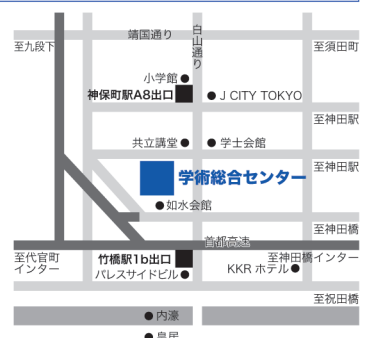 靖国通り
白山通り
至九段下
至須田町
小学館
神保町駅A8出口
J CITY TOKYO
至神田駅
共立講堂
学士会館
至神田駅
学術総合センター
如水会館
至神田橋
首都高速
至代官町
インター
竹橋駅1b出口
至神田橋インター
パレスサイドビル
KKR ホテル
至祝田橋
内濠
皇居